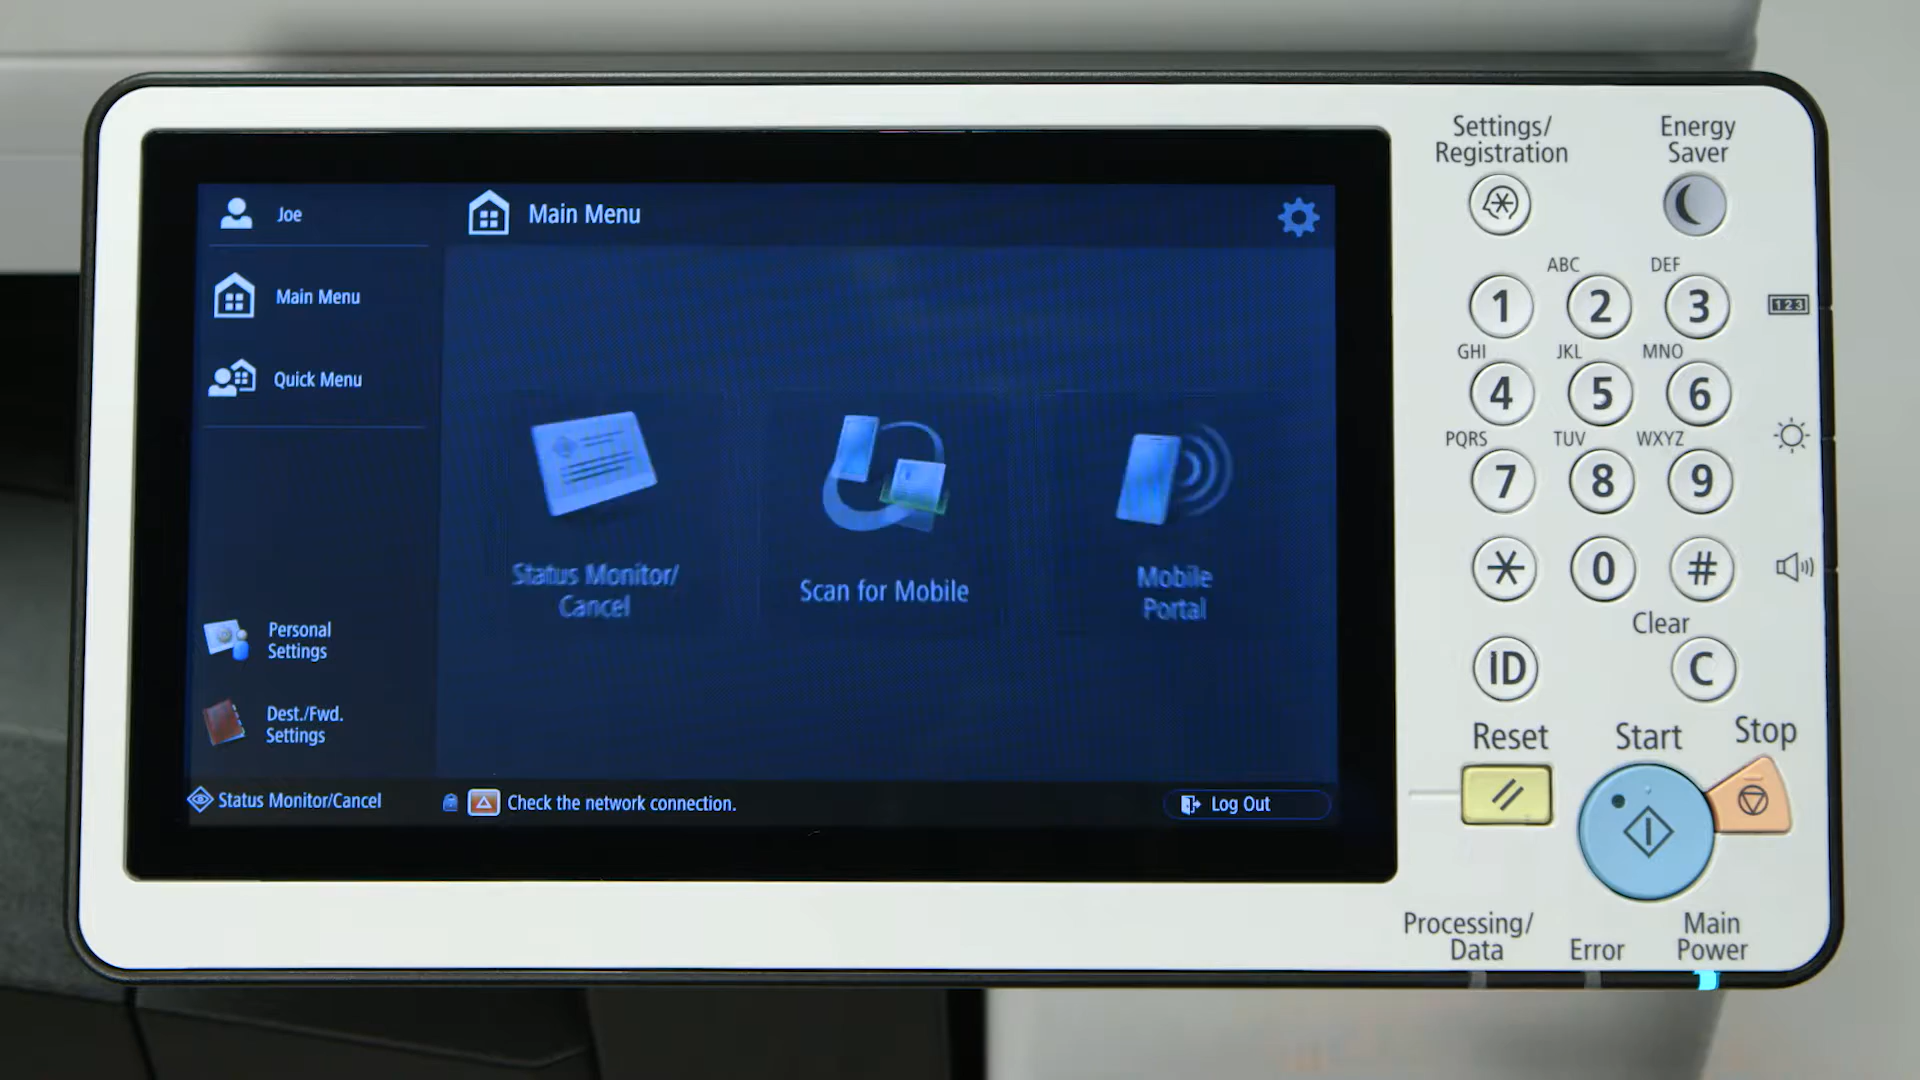 Joe
Main Menu
Quick Menu
Personal
Settings
Dest./Fwd.
Settings
Status Monitor/Cancel
Main Menu
Status Monitor/
Cancel
Scan for Mobile
Mobile
Portal
Check the network connection.
Log Out
Settings/
Registration
Energy
Saver
ABC
DEF
1
2
3
123
GHI
JKL
MNO
4
5
6
PQRS
TUV
WXYZ
7
8
9
0
#
Clear
ID
C
Reset
Start
Stop
Processing/
Data
Error
Main
Power